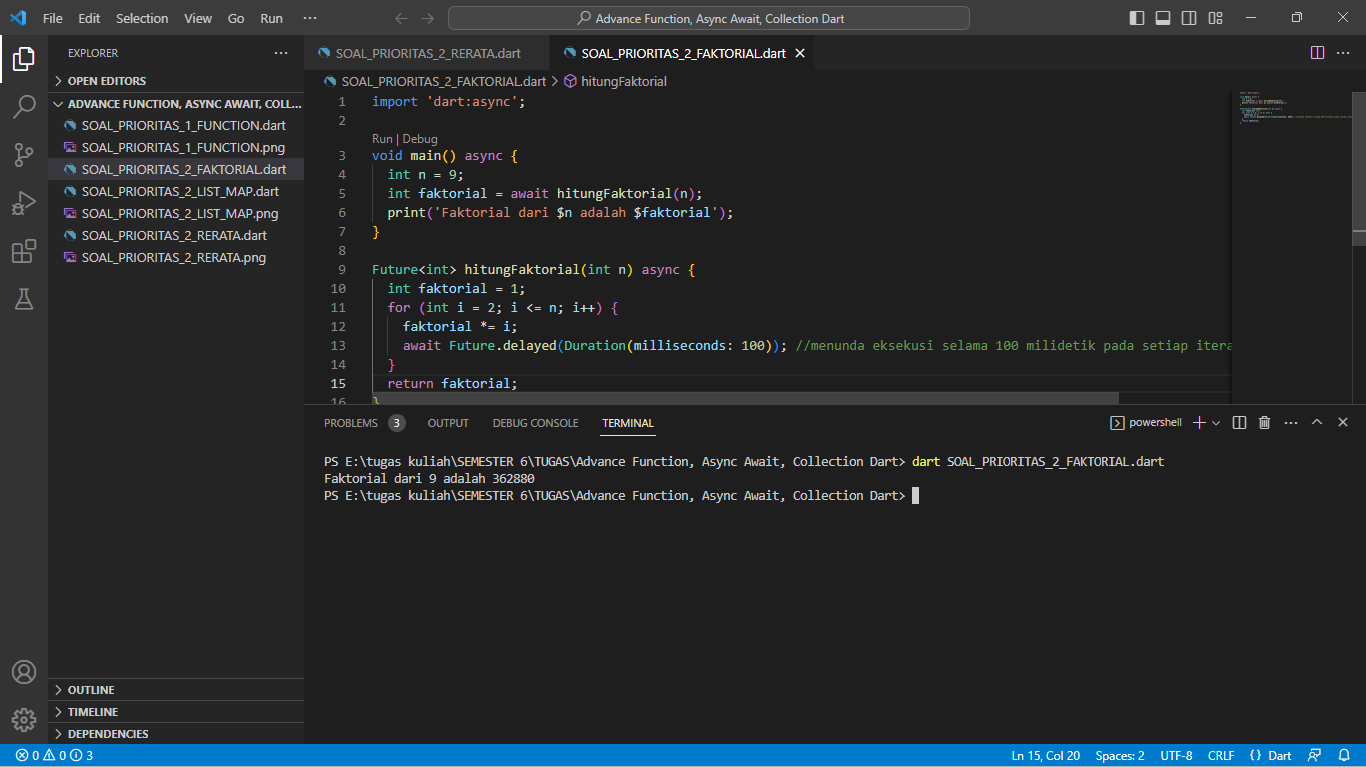 File Edit Selection View Go Run ···
Advance Function, Async Await, Collection Dart
EXPLORER
OPEN EDITORS
ADVANCE FUNCTION, ASYNC AWAIT, COLL...
SOAL_PRIORITAS_1_FUNCTION.dart
SOAL_PRIORITAS_1_FUNCTION.png
SOAL_PRIORITAS_2_FAKTORIAL.dart
SOAL_PRIORITAS_2_LIST_MAP.dart
SOAL_PRIORITAS_2_LIST_MAP.png
SOAL_PRIORITAS_2_RERATA.dart
SOAL_PRIORITAS_2_RERATA.png
OUTLINE
TIMELINE
DEPENDENCIES
SOAL_PRIORITAS_2_RERATA.dart SOAL_PRIORITAS_2_FAKTORIAL.dart
SOAL_PRIORITAS_2_FAKTORIAL.dart > hitungFaktorial
1 import 'dart:async';
2
Run | Debug
3 void main() async {
4 int n = 9;
5 int faktorial = await hitungFaktorial(n);
6 print('Faktorial dari $n adalah $faktorial');
7 }
8
9 Future<int> hitungFaktorial(int n) async {
10 int faktorial = 1;
11 for (int i = 2; i <= n; i++) {
12 faktorial *= i;
13 await Future.delayed(Duration(milliseconds: 100)); //menunda eksekusi selama 100 milidetik pada setiap itera
14 }
15 return faktorial;
16 }
PROBLEMS 3 OUTPUT DEBUG CONSOLE TERMINAL
powershell
PS E:\tugas kuliah\SEMESTER 6\TUGAS\Advance Function, Async Await, Collection Dart> dart SOAL_PRIORITAS_2_FAKTORIAL.dart
Faktorial dari 9 adalah 362880
PS E:\tugas kuliah\SEMESTER 6\TUGAS\Advance Function, Async Await, Collection Dart>
0 0 3
Ln 15, Col 20 Spaces: 2 UTF-8 CRLF {} Dart